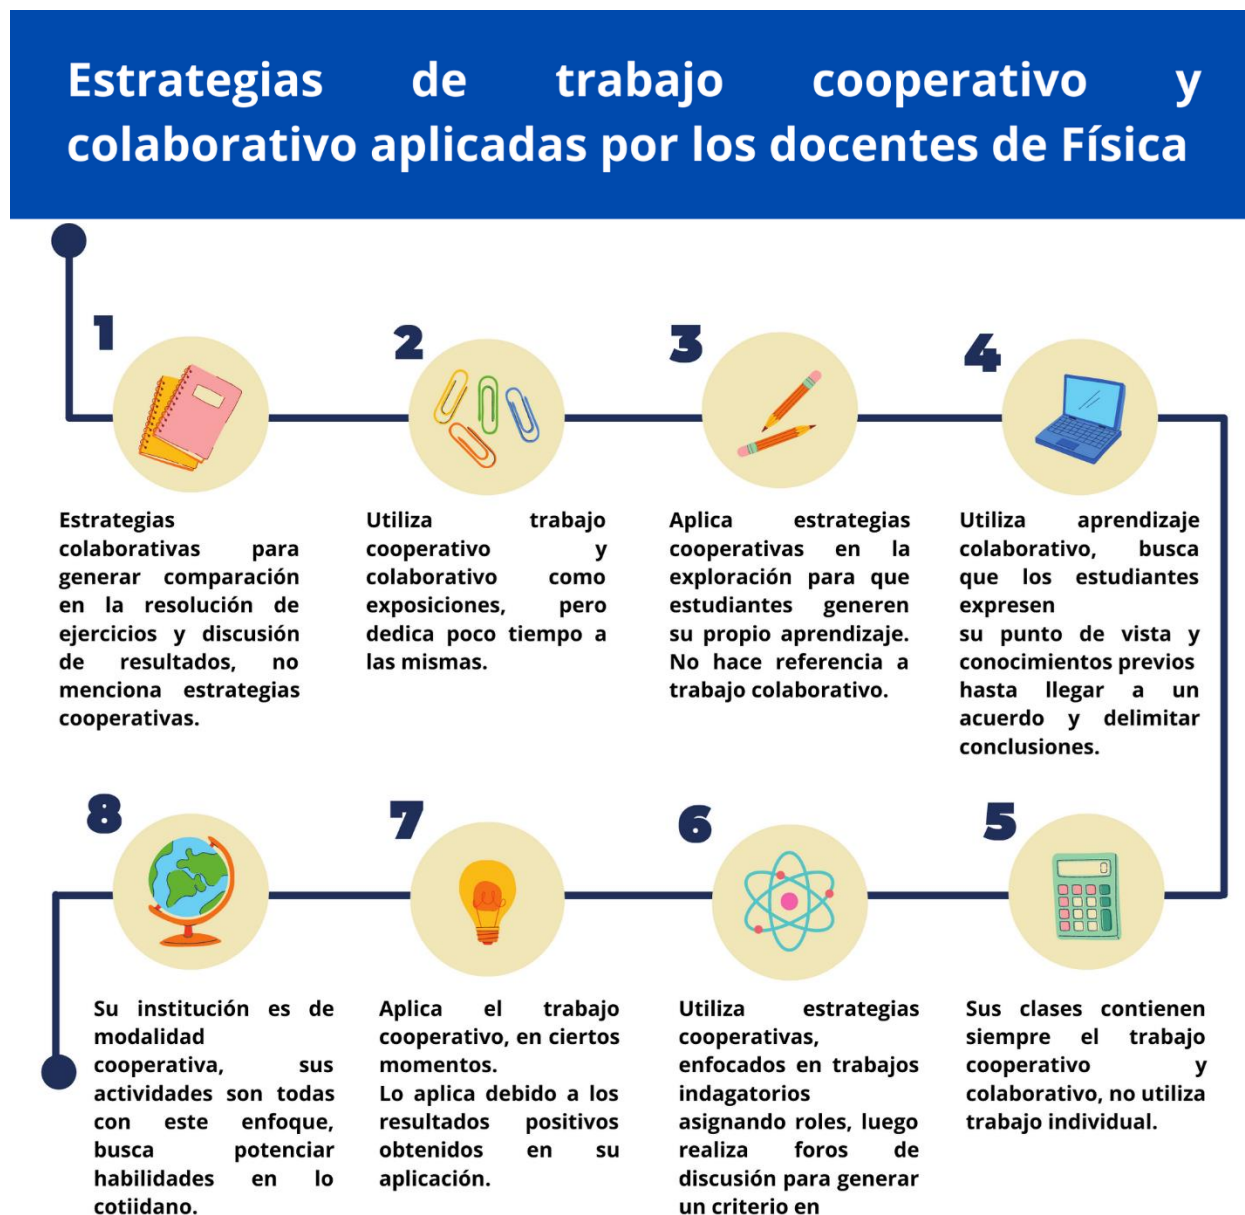 Estrategias de trabajo cooperativo y
colaborativo aplicadas por los docentes de Física
1
Estrategias
colaborativas para
generar comparación
en la resolución de
ejercicios y discusión
de resultados, no
menciona estrategias
cooperativas.
2
Utiliza trabajo
cooperativo y
colaborativo como
exposiciones, pero
dedica poco tiempo a
las mismas.
3
Aplica estrategias
cooperativas en la
exploración para que
estudiantes generen
su propio aprendizaje.
No hace referencia a
trabajo colaborativo.
4
Utiliza aprendizaje
colaborativo, busca
que los estudiantes
expresen
su punto de vista y
conocimientos previos
hasta llegar a un
acuerdo y delimitar
conclusiones.
8
Su institución es de
modalidad
cooperativa, sus
actividades son todas
con este enfoque,
busca potenciar
habilidades en lo
cotiidano.
7
Aplica el trabajo
cooperativo, en ciertos
momentos.
Lo aplica debido a los
resultados positivos
obtenidos en su
aplicación.
6
Utiliza estrategias
cooperativas,
enfocados en trabajos
indagatorios
asignando roles, luego
realiza foros de
discusión para generar
un criterio en
5
Sus clases contienen
siempre el trabajo
cooperativo y
colaborativo, no utiliza
trabajo individual.
0